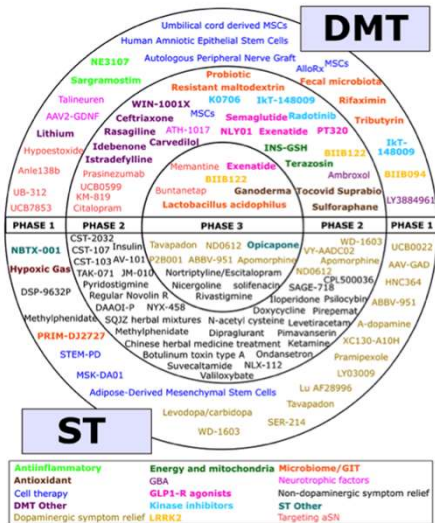 DMT
Umbilical cord derived MSCs
Human Amniotic Epithelial Stem Cells
Autologous Peripheral Nerve Graft
NE3107
AlloRx MSCs
Sargramostim
Probiotic
Fecal microbiota
Resistant maltodextrin
Talineuren
WIN-1001X
K0706
IkT-148009
Rifaximin
AAV2-GDNF
Ceftriaxone
MSCs
Semaglutide
Radotinib
Tributyrin
Lithium
Rasagiline
ATH-1017
NLY01
Exenatide
PT320
Hypoestoxide
Idebenone
Carvedilol
INS-GSH
BIIB122
IkT-148009
Istradefylline
Memantine
Exenatide
Terazosin
Anle138b
Prasinezumab
BIIB122
Ambroxol
BIIB094
UB-312
UCB0599
Buntanetap
Ganoderma
Tocovid Suprabio
KM-819
UCB7853
Citalopram
Lactobacillus acidophilus
Sulforaphane
LY3884961
PHASE 1
PHASE 2
PHASE 3
PHASE 2
PHASE 1
NBTX-001
CST-2032
Insulin
Tavapadon
ND0612
Opicapone
WD-1603
UCB0022
CST-107
VY-AADC02
Hypoxic Gas
CST-103
AV-101
P2B001
ABBV-951
Apomorphine
Apomorphine
AAV-GAD
TAK-071
JM-010
Nortriptyline/Escitalopram
ND0612
HNC364
DSP-9632P
Pyridostigmine
Nicergoline
solifenacin
SAGE-718
CPL500036
Regular Novolin R
Rivastigmine
ABBV-951
DAAOI-P
NYX-458
Iloperidone
Psilocybin
Methylphenidate
SQJZ herbal mixtures
N-acetyl cysteine
Doxycycline
Pirepemat
A-dopamine
PRIM-DJ2727
Methylphenidate
Dipraglurant
Pimavanserin
Levetiracetam
XC130-A10H
STEM-PD
Chinese herbal medicine treatment
Ketamine
Pramipexole
Botulinum toxin type A
Ondansetron
MSK-DA01
Suvecaltamide
NLX-112
LY03009
Valiloxybate
Adipose-Derived Mesenchymal Stem Cells
Lu AF28996
Tavapadon
ST
Levodopa/carbidopa
SER-214
WD-1603
Antiinflammatory
Energy and mitochondria
Microbiome/GIT
Antioxidant
GBA
Neurotrophic factors
Cell therapy
GLP1-R agonists
Non-dopaminergic symptom relief
DMT Other
Kinase inhibitors
ST Other
Dopaminergic symptom relief
LRRK2
Targeting aSN